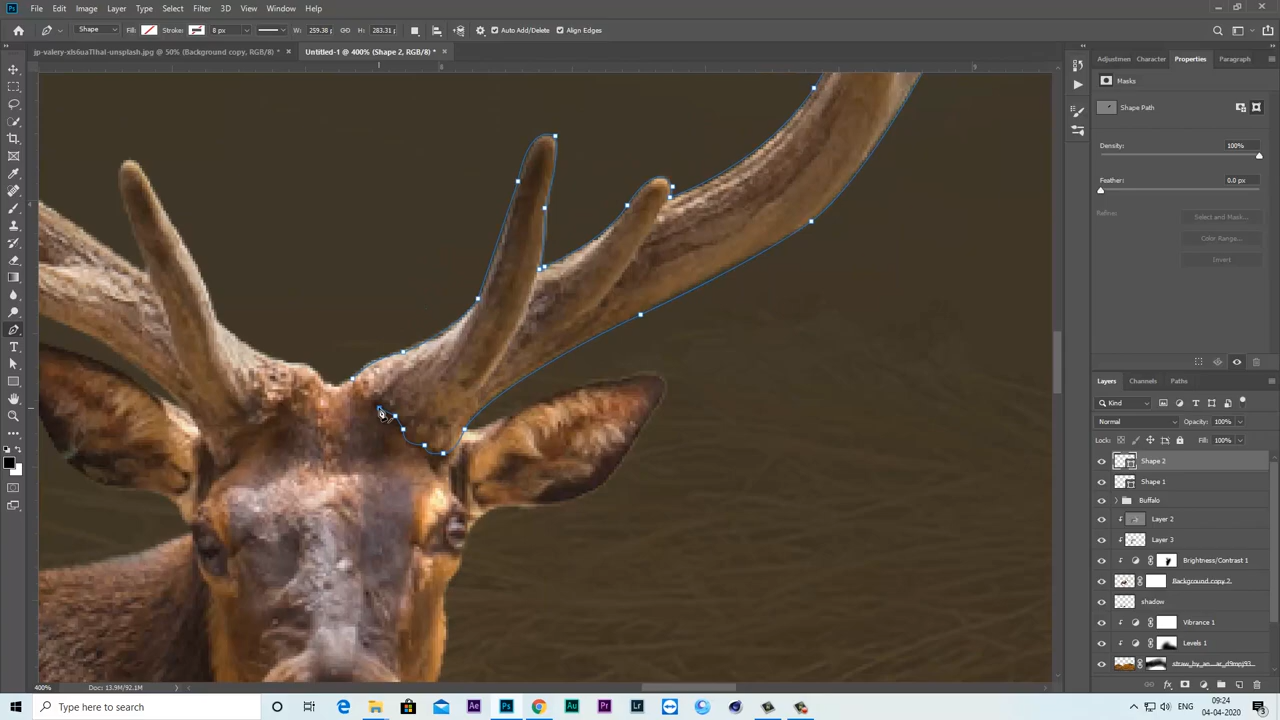 File Edit Image Layer Type Select Filter 3D View Window Help
Shape Fill: Stroke: 8 px W: 259.38 H: 283.31 Auto Add/Delete Align Edges
jp-valery-xls6uaTthaI-unsplash.jpg @ 50% (Background copy, RGB/8) * × Untitled-1 @ 400% (Shape 2, RGB/8) * ×
Adjustmen Character Properties Paragraph
Masks
Shape Path
Density: 100%
Feather: 0.0 px
Refine:
Select and Mask...
Color Range...
Invert
Layers Channels Paths
Kind
Normal Opacity: 100%
Lock: Fill: 100%
Shape 2
Shape 1
Buffalo
Layer 2
Layer 3
Brightness/Contrast 1
Background copy 2
shadow
Vibrance 1
Levels 1
400% Doc: 13.9M/92.1M
Type here to search
09:24
04-04-2020